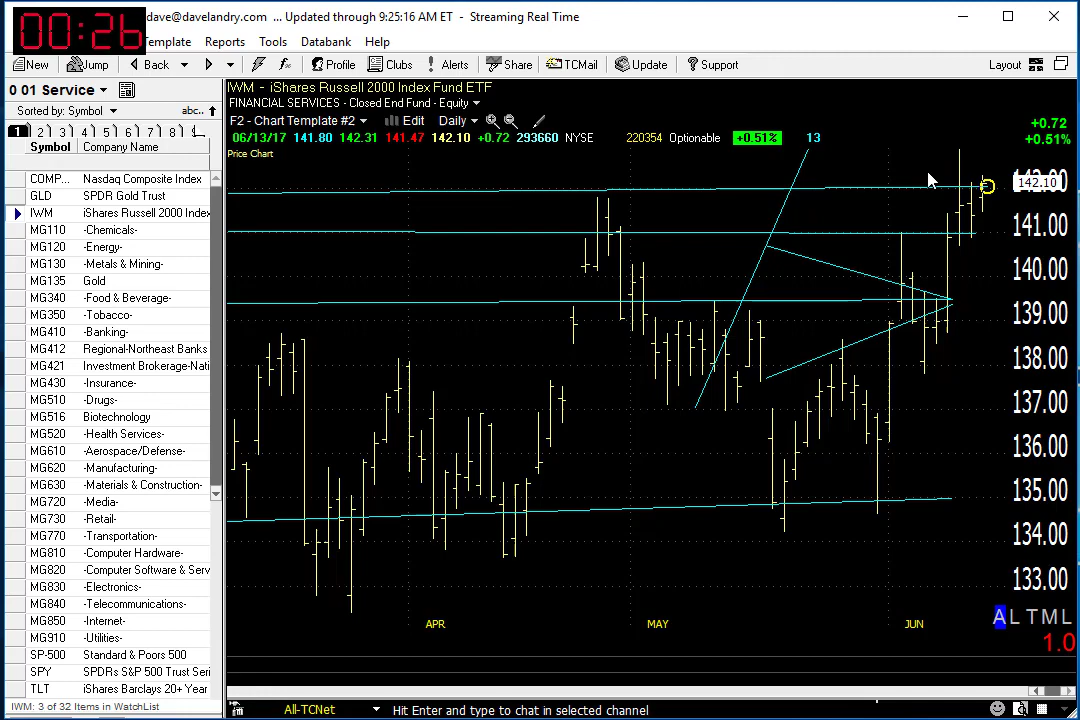 00:26
dave@davelandry.com ... Updated through 9:25:16 AM ET - Streaming Real Time
Template Reports Tools Databank Help
New Jump Back Profile Clubs Alerts Share TCMail Update Support Layout
0 01 Service
Sorted by: Symbol abc..
1 2 3 4 5 6 7 8
Symbol Company Name
COMP... Nasdaq Composite Index
GLD SPDR Gold Trust
IWM iShares Russell 2000 Index
MG110 -Chemicals-
MG120 -Energy-
MG130 -Metals & Mining-
MG135 Gold
MG340 -Food & Beverage-
MG350 -Tobacco-
MG410 -Banking-
MG412 Regional-Northeast Banks
MG421 Investment Brokerage-Nati
MG430 -Insurance-
MG510 -Drugs-
MG516 Biotechnology
MG520 -Health Services-
MG610 -Aerospace/Defense-
MG620 -Manufacturing-
MG630 -Materials & Construction-
MG720 -Media-
MG730 -Retail-
MG770 -Transportation-
MG810 -Computer Hardware-
MG820 -Computer Software & Serv
MG830 -Electronics-
MG840 -Telecommunications-
MG850 -Internet-
MG910 -Utilities-
SP-500 Standard & Poors 500
SPY SPDRs S&P 500 Trust Seri
TLT iShares Barclays 20+ Year
IWM: 3 of 32 Items in WatchList
IWM - iShares Russell 2000 Index Fund ETF
FINANCIAL SERVICES - Closed End Fund - Equity
F2 - Chart Template #2 Edit Daily
06/13/17 141.80 142.31 141.47 142.10 +0.72 293660 NYSE 220354 Optionable +0.51% 13
+0.72
+0.51%
Price Chart
142.00
142.10
141.00
140.00
139.00
138.00
137.00
136.00
135.00
134.00
133.00
APR MAY JUN
A L T M L
1.0
All-TCNet Hit Enter and type to chat in selected channel